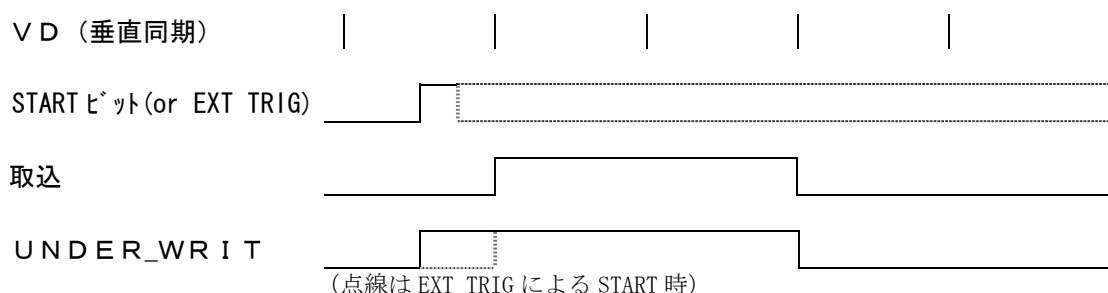 ＶＤ（垂直同期）
STARTﾋﾞｯﾄ(or EXT TRIG)
取込
ＵＮＤＥＲ_ＷＲＩＴ
(点線は EXT TRIG による START 時)